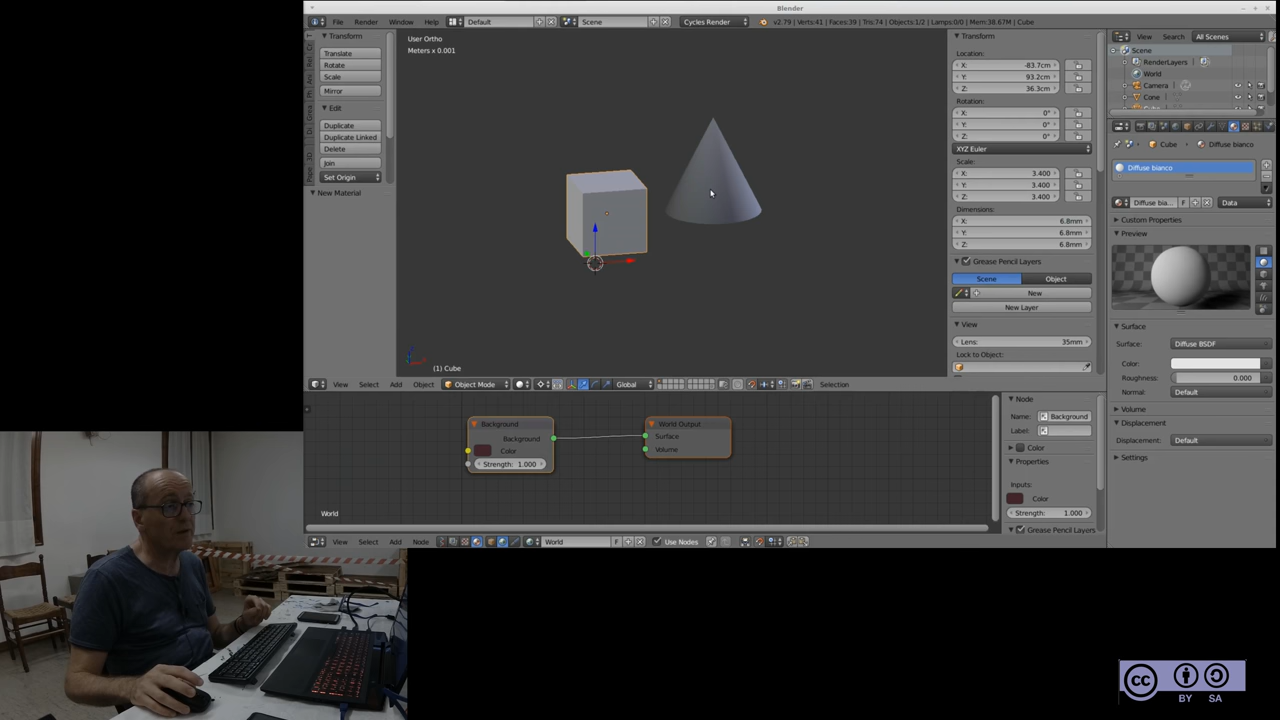 Blender
File Render Window Help Default Scene Cycles Render v2.79 | Verts:41 | Faces:39 | Tris:74 | Objects:1/2 | Lamps:0/0 | Mem:38.67M | Cube
Transform
Translate
Rotate
Scale
Mirror
Edit
Duplicate
Duplicate Linked
Delete
Join
Set Origin
New Material
User Ortho
Meters x 0.001
(1) Cube
View Select Add Object Object Mode Global Selection
Transform
Location:
X: -83.7cm
Y: 93.2cm
Z: 36.3cm
Rotation:
X: 0°
Y: 0°
Z: 0°
XYZ Euler
Scale:
X: 3.400
Y: 3.400
Z: 3.400
Dimensions:
X: 6.8mm
Y: 6.8mm
Z: 6.8mm
Grease Pencil Layers
Scene Object
New
New Layer
View
Lens: 35mm
Lock to Object:
View Search All Scenes
Scene
RenderLayers
World
Camera
Cone
Cube Diffuse bianco
Diffuse bianco
Diffuse bia... F Data
Custom Properties
Preview
Surface
Surface: Diffuse BSDF
Color:
Roughness: 0.000
Normal: Default
Volume
Displacement
Displacement: Default
Settings
Background
Background
Color
Strength: 1.000
World Output
Surface
Volume
World
Node
Name: Background
Label:
Color
Properties
Inputs:
Color
Strength: 1.000
Grease Pencil Layers
View Select Add Node World F Use Nodes
cc
BY SA